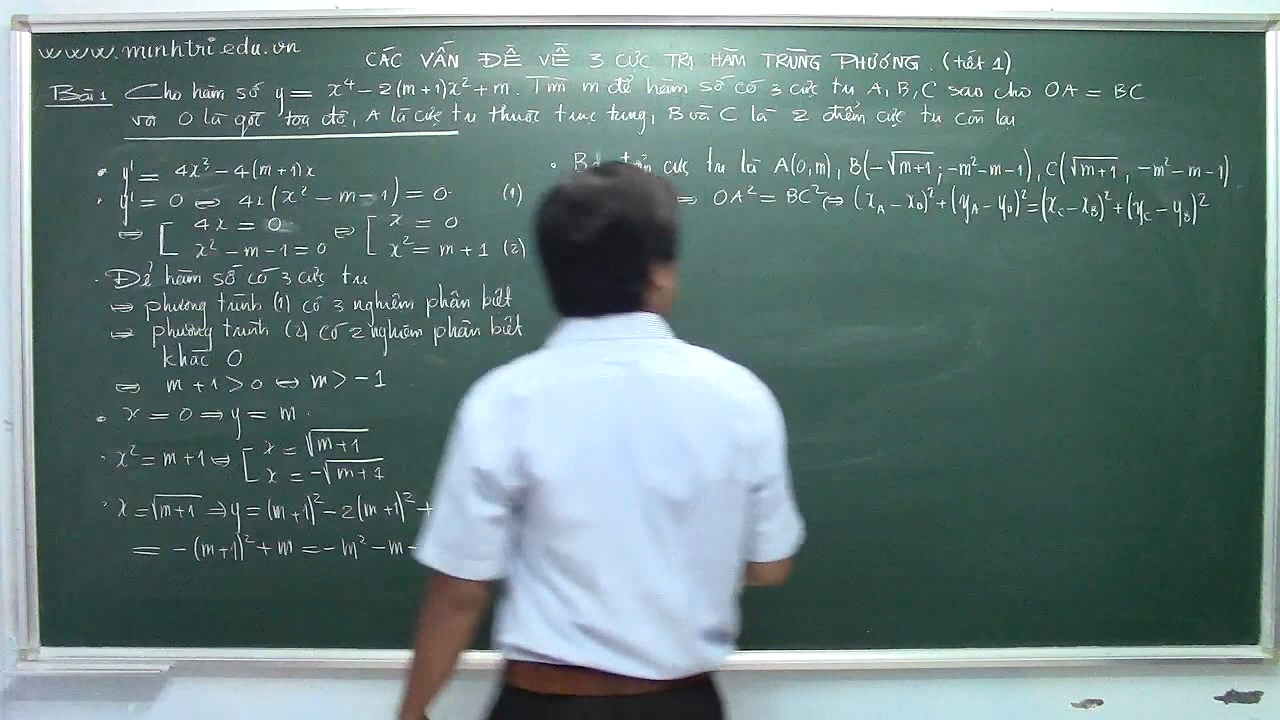 www.minhtri.edu.vn
CÁC VẤN ĐỀ VỀ 3 CỰC TRỊ HÀM TRÙNG PHƯƠNG. (tiết 1)
Bài 1 Cho hàm số y = x⁴ - 2(m+1)x² + m. Tìm m để hàm số có 3 cực trị A, B, C sao cho OA = BC
với O là gốc tọa độ, A là cực trị thuộc trục tung, B và C là 2 điểm cực trị còn lại
• y' = 4x³ - 4(m+1)x
• y' = 0 ⇔ 4x(x² - m - 1) = 0 (1)
⇔ [ 4x = 0 ⇔ [ x = 0
x² - m - 1 = 0 x² = m + 1 (2)
· Để hàm số có 3 cực trị
⇔ phương trình (1) có 3 nghiệm phân biệt
⇔ phương trình (2) có 2 nghiệm phân biệt
khác 0
⇔ m + 1 > 0 ⇔ m > -1
• x = 0 ⇒ y = m
· x² = m + 1 ⇔ [ x = √(m+1)
x = -√(m+1)
· x = √(m+1) ⇒ y = (m+1)² - 2(m+1)² +
= -(m+1)² + m = -m² - m -
• cực trị là A(0,m), B(-√(m+1); -m²-m-1), C(√(m+1), -m²-m-1)
⇔ OA² = BC² ⇔ (x_A - x_O)² + (y_A - y_O)² = (x_C - x_B)² + (y_C - y_B)²